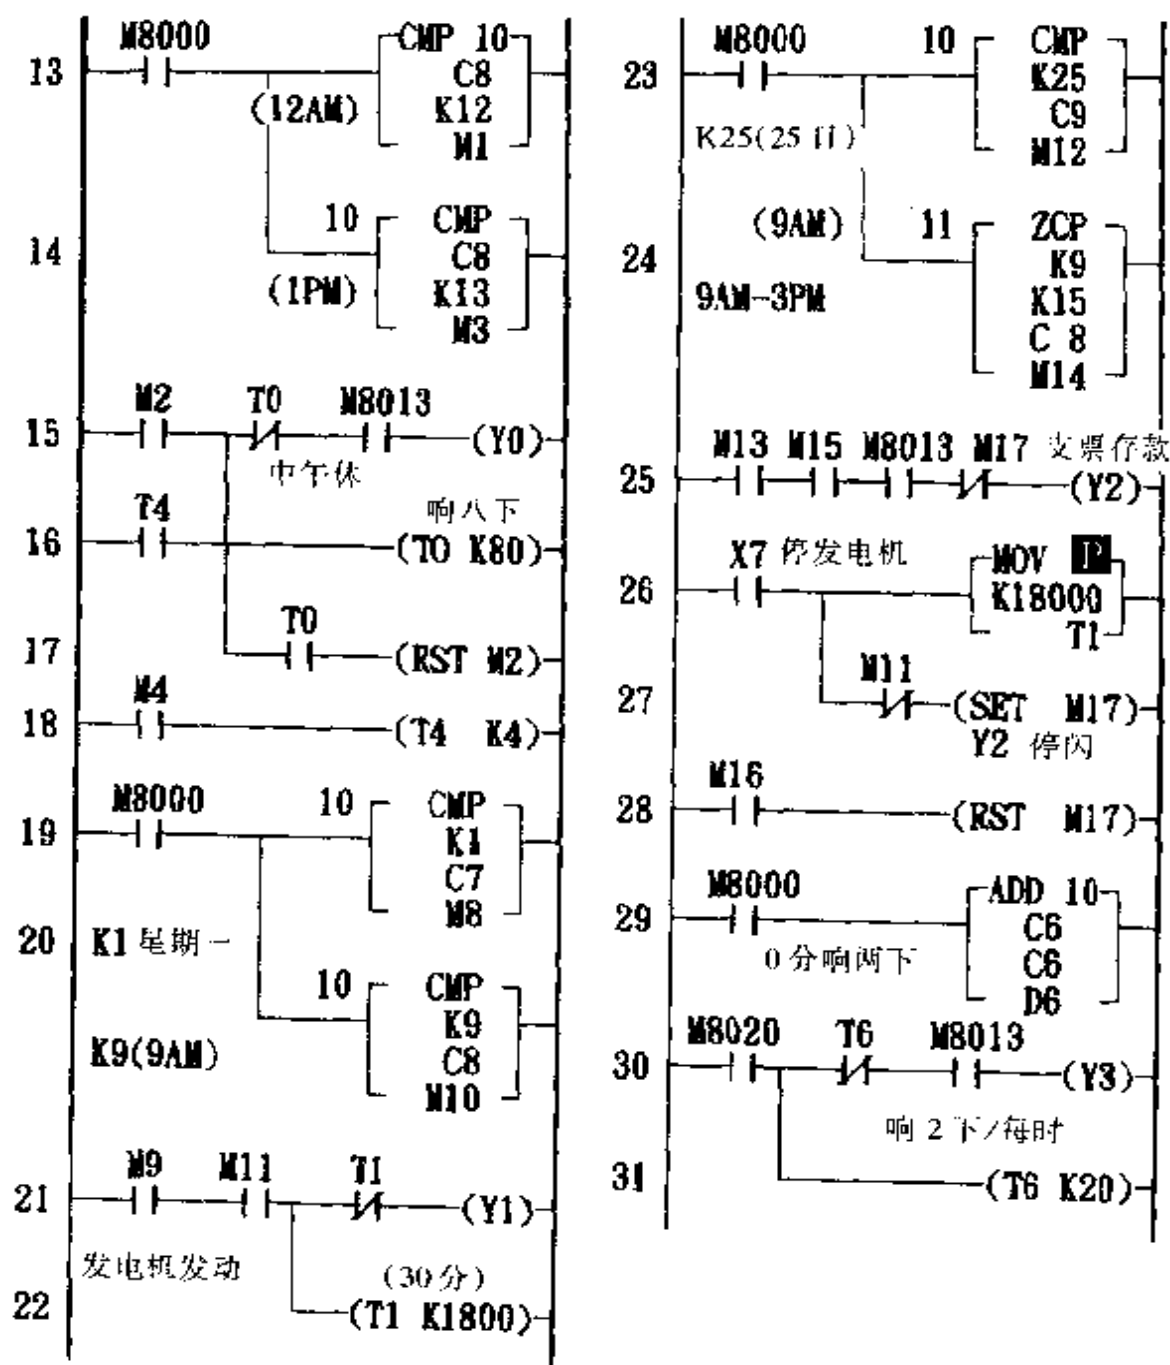 M8000
13
CMP 10
C8
(12AM)
K12
M1
10
CMP
14
C8
(1PM)
K13
M3
M2 T0 M8013
15
(Y0)
中午休
T4
响八下
16
(T0 K80)
T0
17
(RST M2)
M4
18
(T4 K4)
M8000
10
CMP
19
K1
C7
M8
20
K1 星期一
10
CMP
K9
K9(9AM)
C8
M10
M9 M11 T1
21
(Y1)
发电机发动
(30分)
22
(T1 K1800)
M8000
10
CMP
23
K25
C9
K25(25日)
M12
(9AM)
11
ZCP
24
K9
9AM-3PM
K15
C 8
M14
M13 M15 M8013 M17 支票存款
25
(Y2)
X7 停发电机
MOV P
26
K18000
T1
M11
27
(SET M17)
Y2 停闪
M16
28
(RST M17)
M8000
29
ADD 10
C6
0分响两下
C6
D6
M8020 T6 M8013
30
(Y3)
响2下/每时
31
(T6 K20)